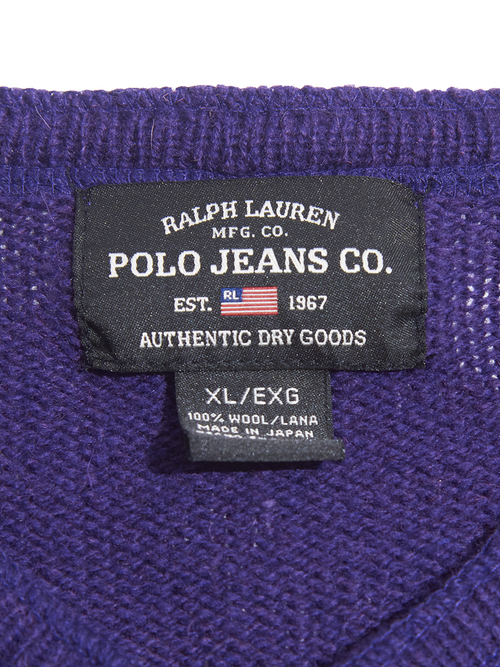 RALPH LAUREN
MFG. CO.
POLO JEANS CO.
EST. RL 1967
AUTHENTIC DRY GOODS
XL/EXG
100% WOOL/LANA
MADE IN JAPAN